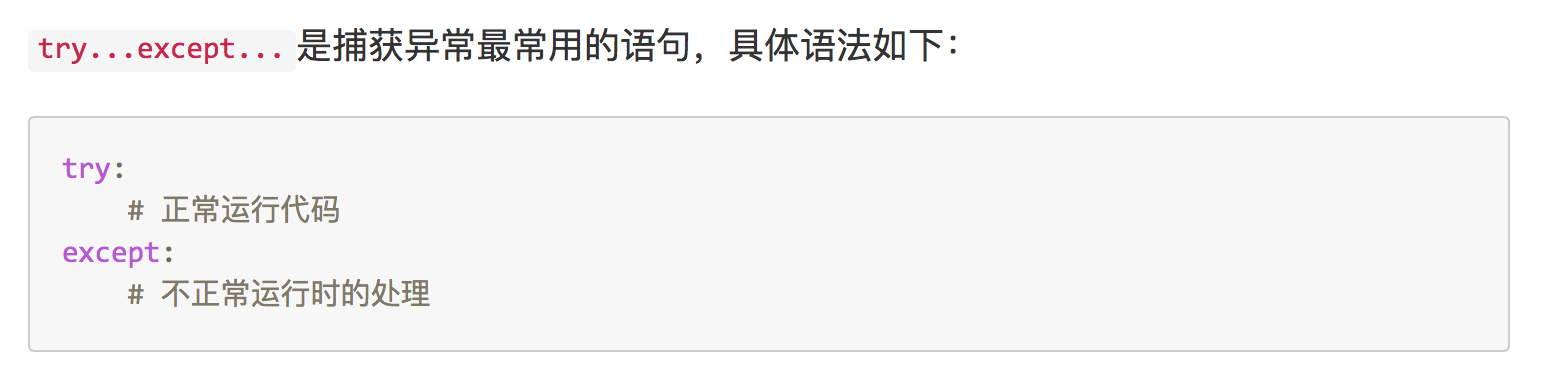 try...except...是捕获异常最常用的语句，具体语法如下：
try:
    # 正常运行代码
except:
    # 不正常运行时的处理